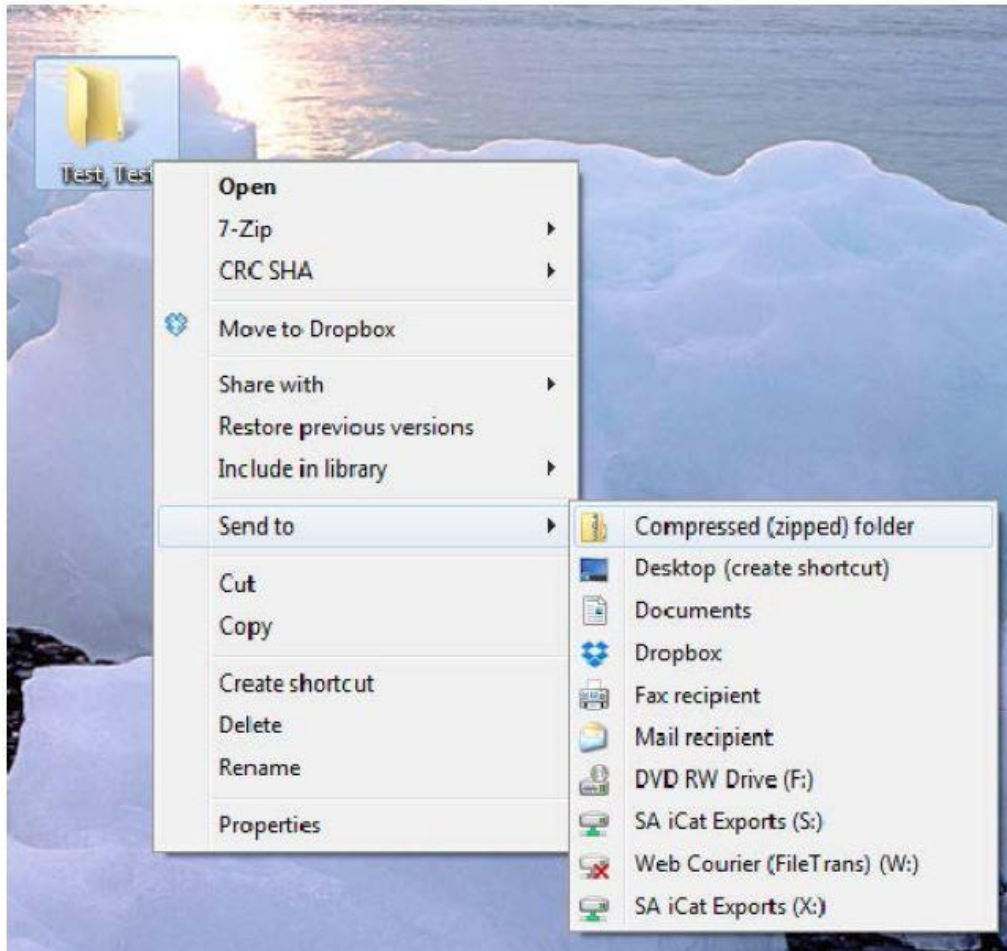 Test, Test
Open
7-Zip
CRC SHA
Move to Dropbox
Share with
Restore previous versions
Include in library
Send to
Cut
Copy
Create shortcut
Delete
Rename
Properties
Compressed (zipped) folder
Desktop (create shortcut)
Documents
Dropbox
Fax recipient
Mail recipient
DVD RW Drive (F:)
SA iCat Exports (S:)
Web Courier (FileTrans) (W:)
SA iCat Exports (X:)